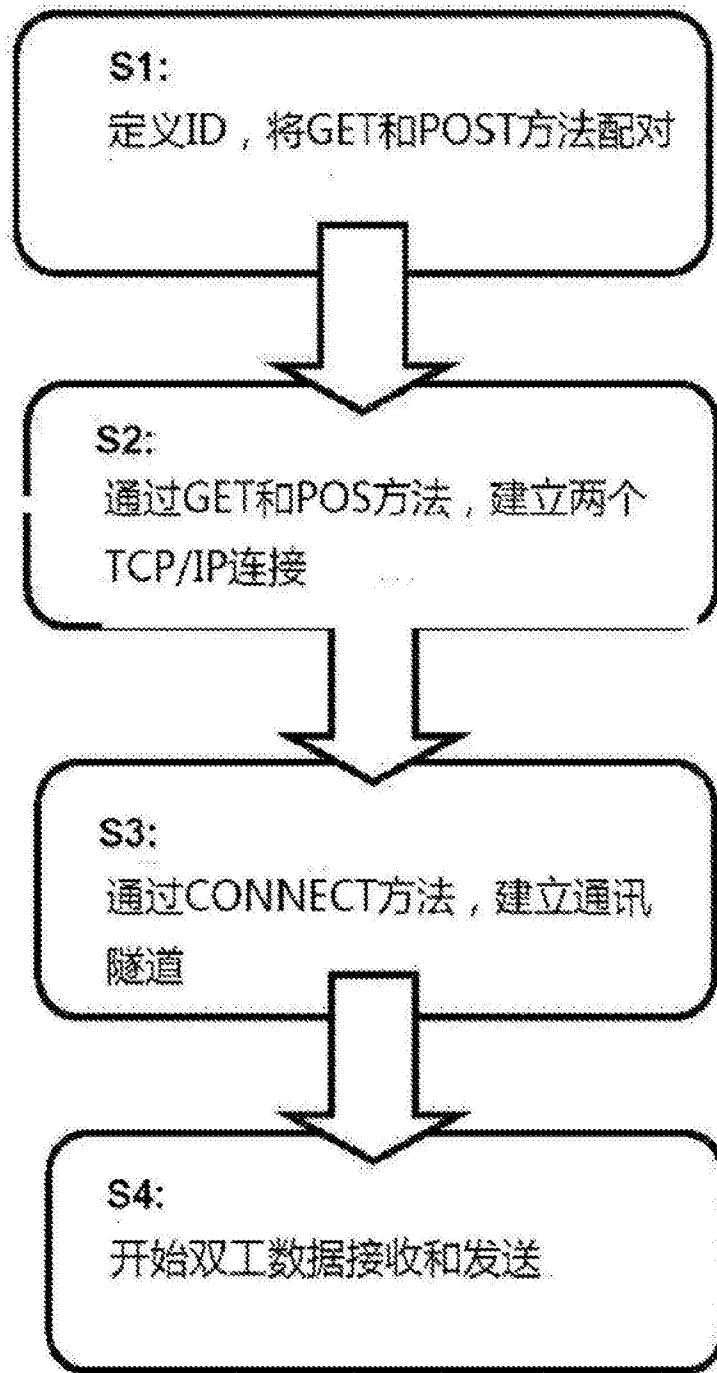 S1:
定义ID，将GET和POST方法配对
S2:
通过GET和POS方法，建立两个
TCP/IP连接
S3:
通过CONNECT方法，建立通讯
隧道
S4:
开始双工数据接收和发送